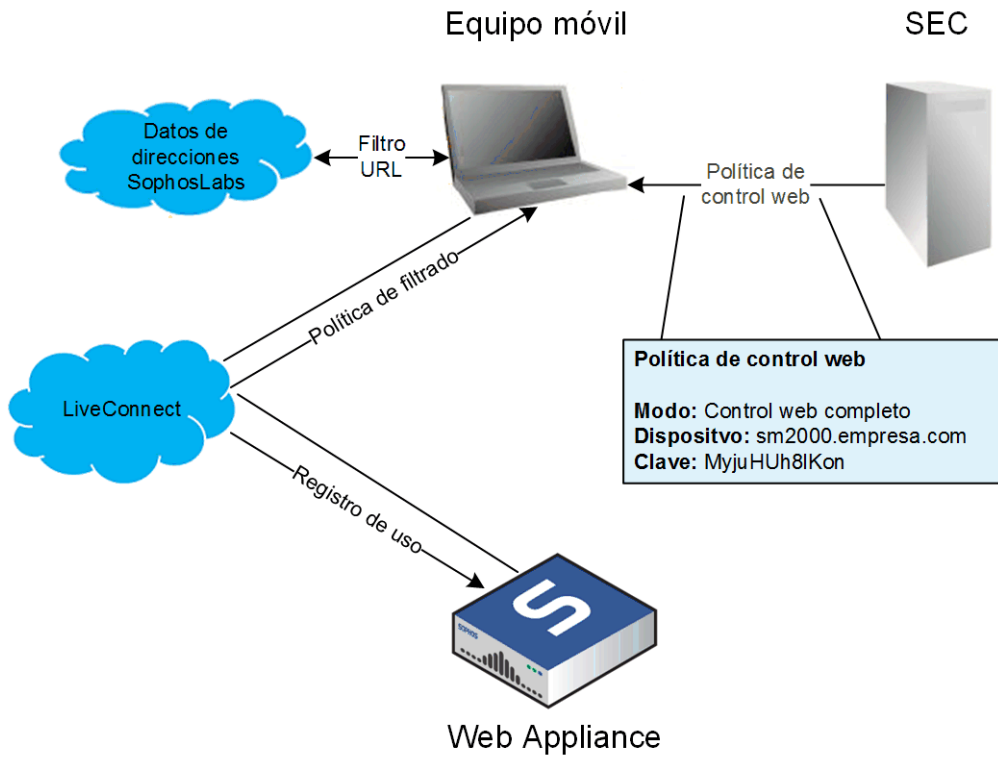 Equipo móvil
SEC
Datos de
direcciones
SophosLabs
Filtro
URL
Política de
control web
Política de filtrado
LiveConnect
Política de control web
Modo: Control web completo
Dispositvo: sm2000.empresa.com
Clave: MyjuHUh8IKon
Registro de uso
S
SOPHOS
Web Appliance